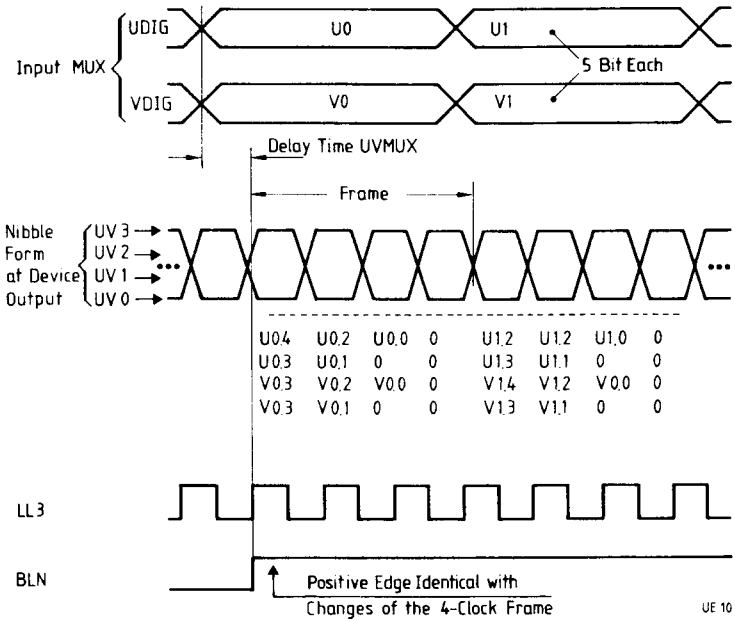 UDIG U0 U1
Input MUX 5 Bit Each
VDIG V0 V1
Delay Time UVMUX
Frame
Nibble UV 3
Form UV 2
at Device UV 1
Output UV 0
... ...
U0.4 U0.2 U0.0 0 U1.2 U1.2 U1.0 0
U0.3 U0.1 0 0 U1.3 U1.1 0 0
V0.3 V0.2 V0.0 0 V1.4 V1.2 V0.0 0
V0.3 V0.1 0 0 V1.3 V1.1 0 0
LL3
BLN
Positive Edge Identical with
Changes of the 4-Clock Frame
UE 10